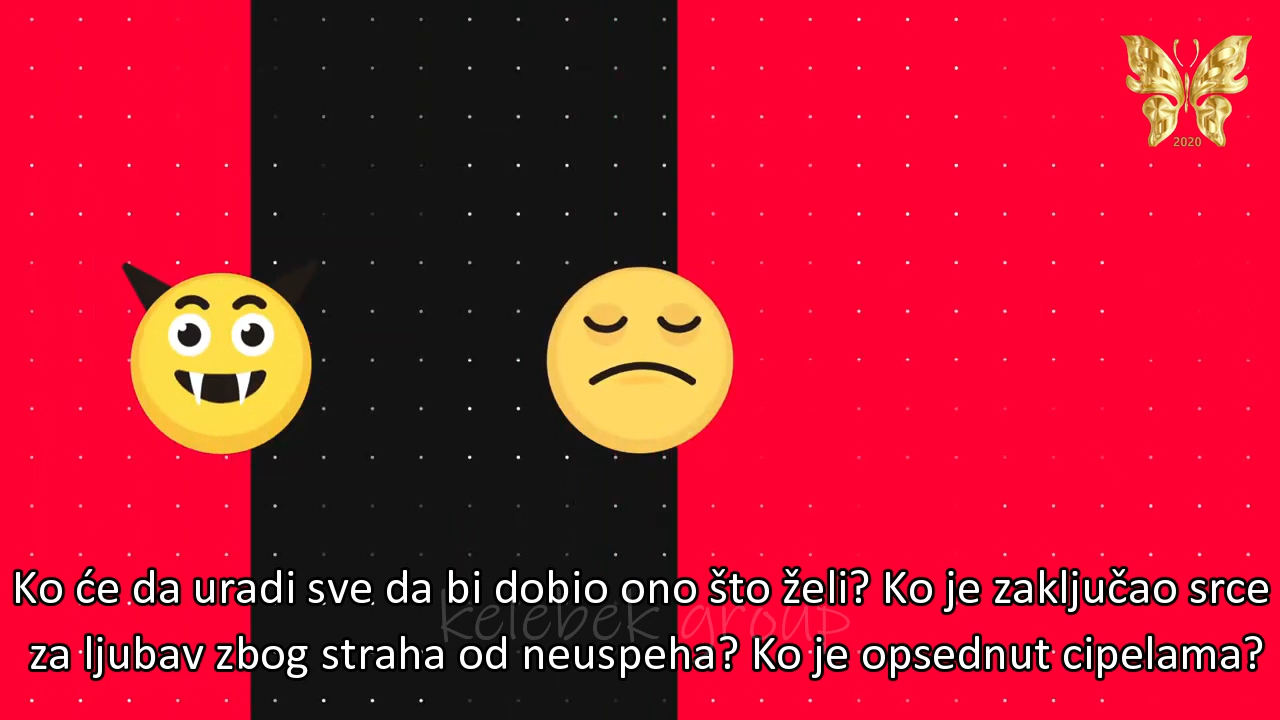 2020
Ko će da uradi sve da bi dobio ono što želi? Ko je zaključao srce
kelebek group
za ljubav zbog straha od neuspeha? Ko je opsednut cipelama?